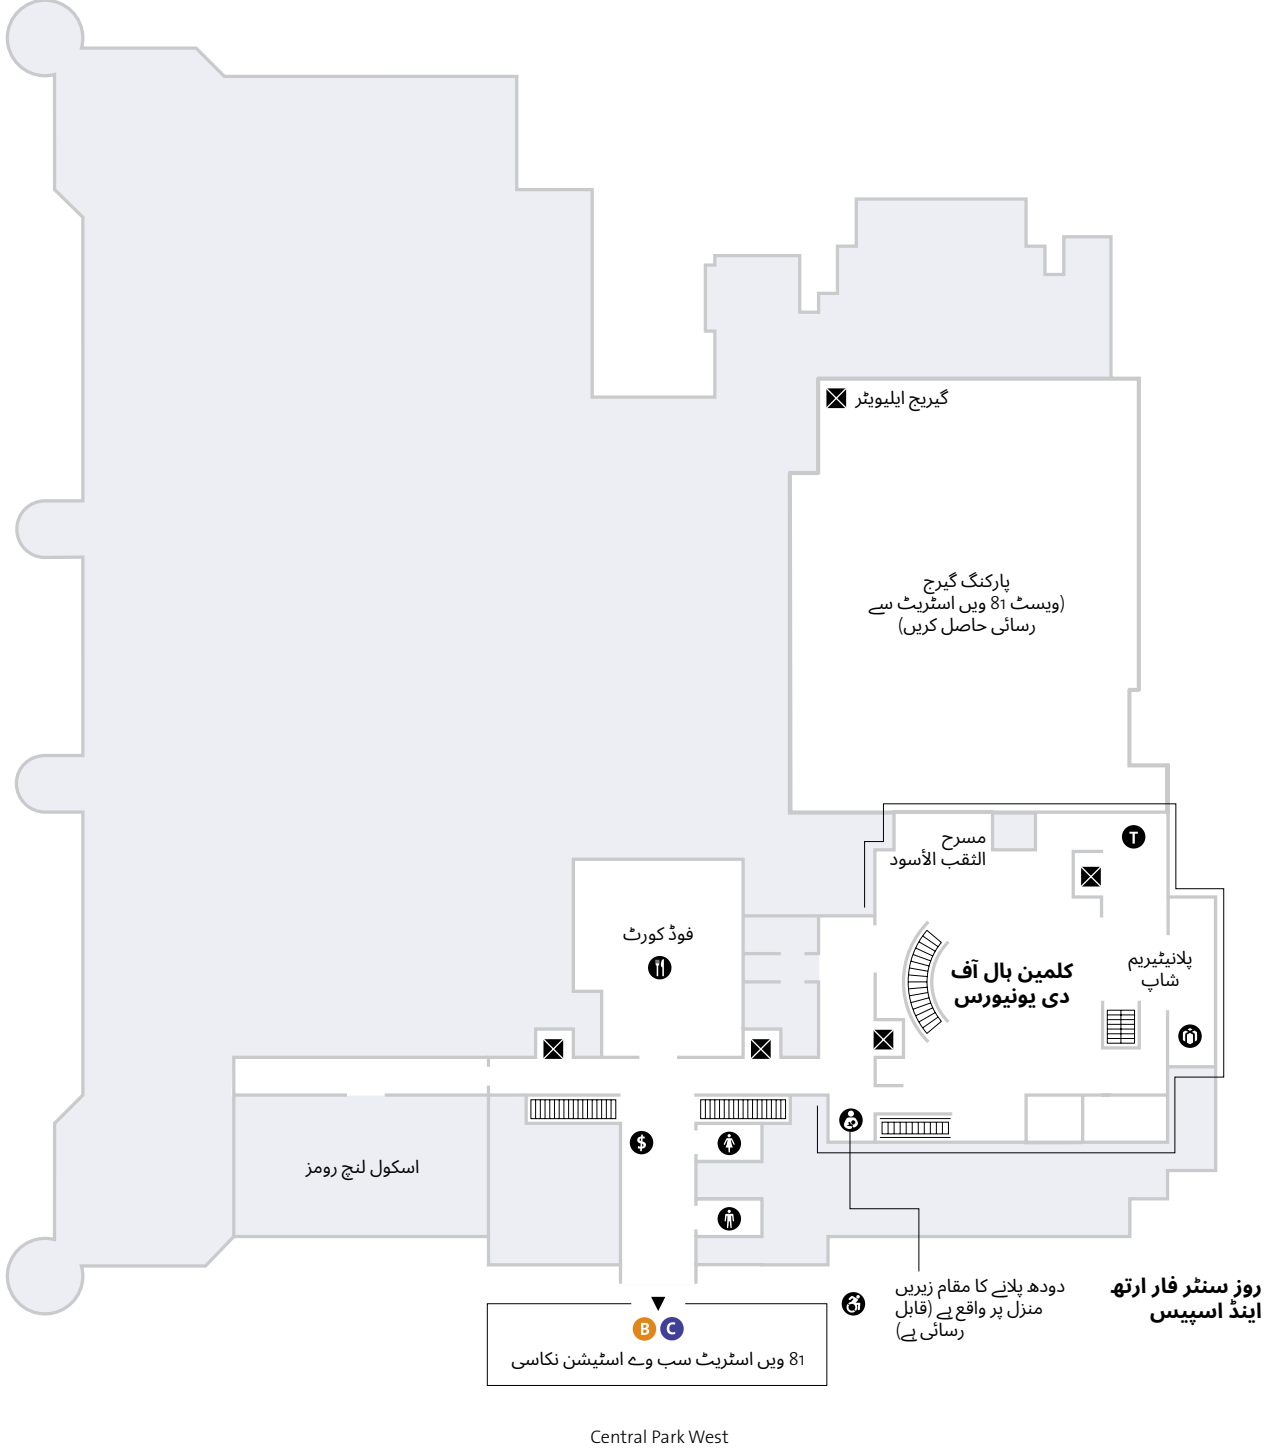 گیریج ایلیویٹر
پارکنگ گیرج
(ویسٹ 81 ویں اسٹریٹ سے
رسائی حاصل کریں)
مسرح
الثقب الأسود
T
فوڈ کورٹ
کلمین ہال آف
دی یونیورس
پلانیٹیریم
شاپ
$
اسکول لنچ رومز
دودھ پلانے کا مقام زیریں
منزل پر واقع ہے (قابل
رسائی ہے)
روز سنٹر فار ارتھ
اینڈ اسپیس
B C
81 ویں اسٹریٹ سب وے اسٹیشن نکاسی
Central Park West